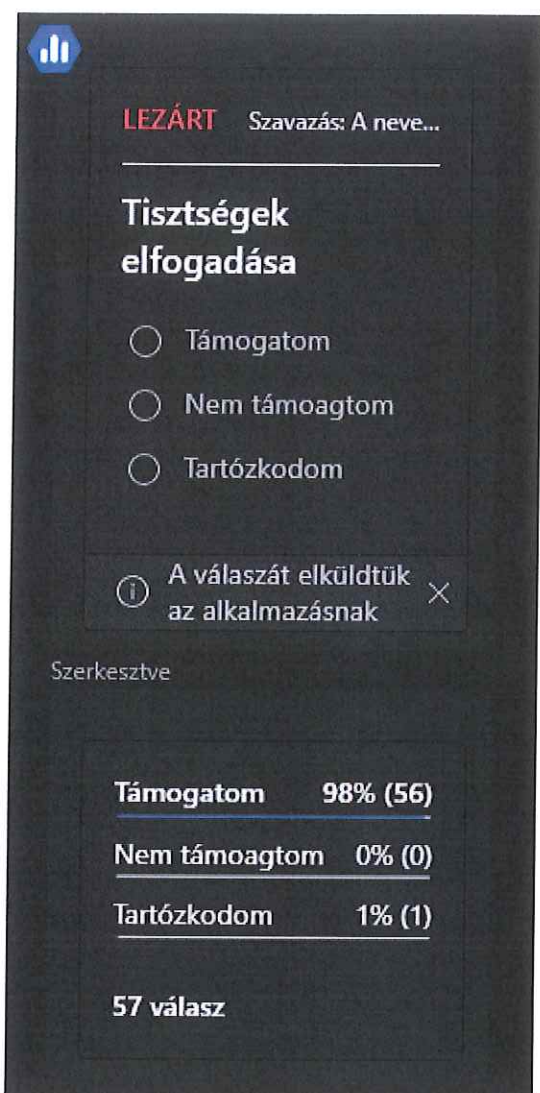 LEZÁRT Szavazás: A neve...
Tisztségek
elfogadása
Támogatom
Nem támoagtom
Tartózkodom
A válaszát elküldtük
az alkalmazásnak
Szerkesztve
Támogatom 98% (56)
Nem támoagtom 0% (0)
Tartózkodom 1% (1)
57 válasz